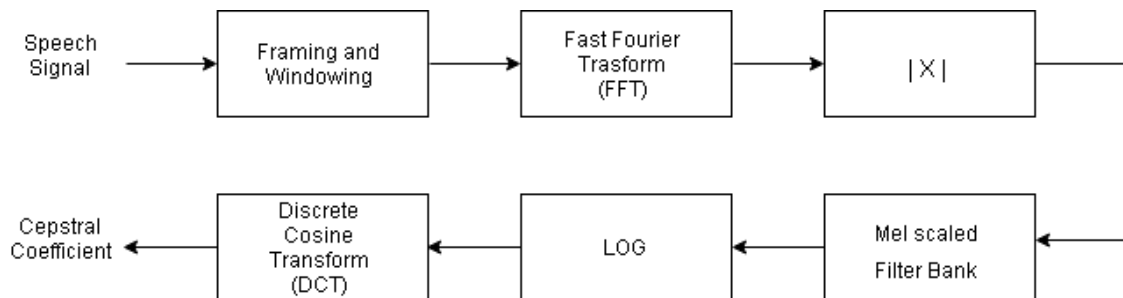 Speech
Signal
Framing and
Windowing
Fast Fourier
Trasform
(FFT)
|X|
Cepstral
Coefficient
Discrete
Cosine
Transform
(DCT)
LOG
Mel scaled
Filter Bank